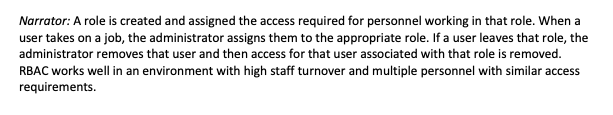 Narrator: A role is created and assigned the access required for personnel working in that role. When a
user takes on a job, the administrator assigns them to the appropriate role. If a user leaves that role, the
administrator removes that user and then access for that user associated with that role is removed.
RBAC works well in an environment with high staff turnover and multiple personnel with similar access
requirements.